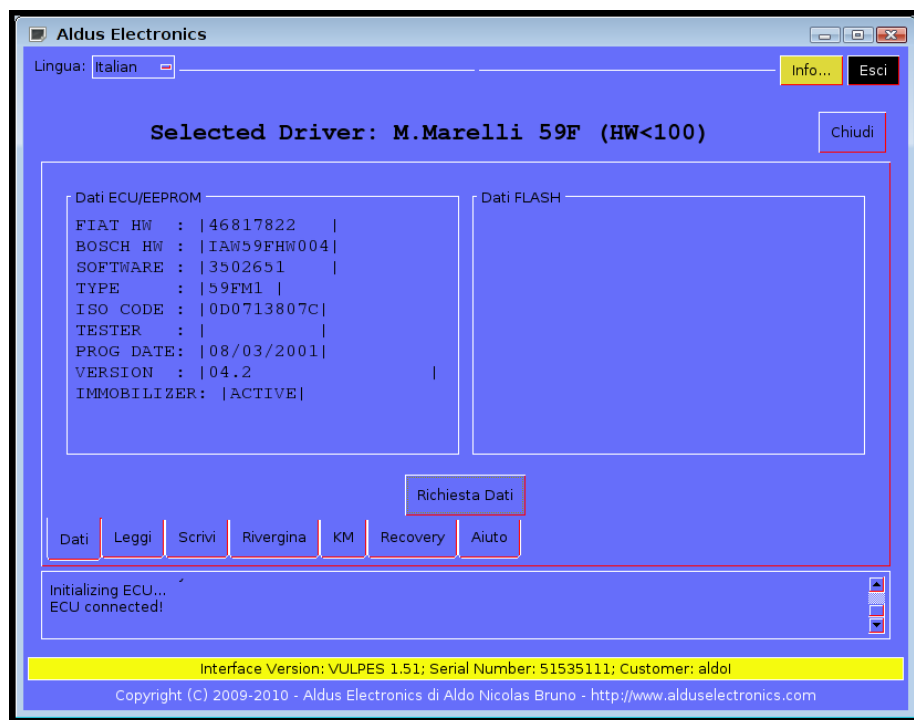 Aldus Electronics
Lingua: Italian
Info... Esci
Selected Driver: M.Marelli 59F (HW<100)
Chiudi
Dati ECU/EEPROM
FIAT HW : |46817822 |
BOSCH HW : |IAW59FHW004|
SOFTWARE : |3502651 |
TYPE : |59FM1 |
ISO CODE : |0D0713807C|
TESTER : | |
PROG DATE: |08/03/2001|
VERSION : |04.2 |
IMMOBILIZER: |ACTIVE|
Dati FLASH
Richiesta Dati
Dati Leggi Scrivi Rivergina KM Recovery Aiuto
Initializing ECU...
ECU connected!
Interface Version: VULPES 1.51; Serial Number: 51535111; Customer: aldol
Copyright (C) 2009-2010 - Aldus Electronics di Aldo Nicolas Bruno - http://www.alduselectronics.com